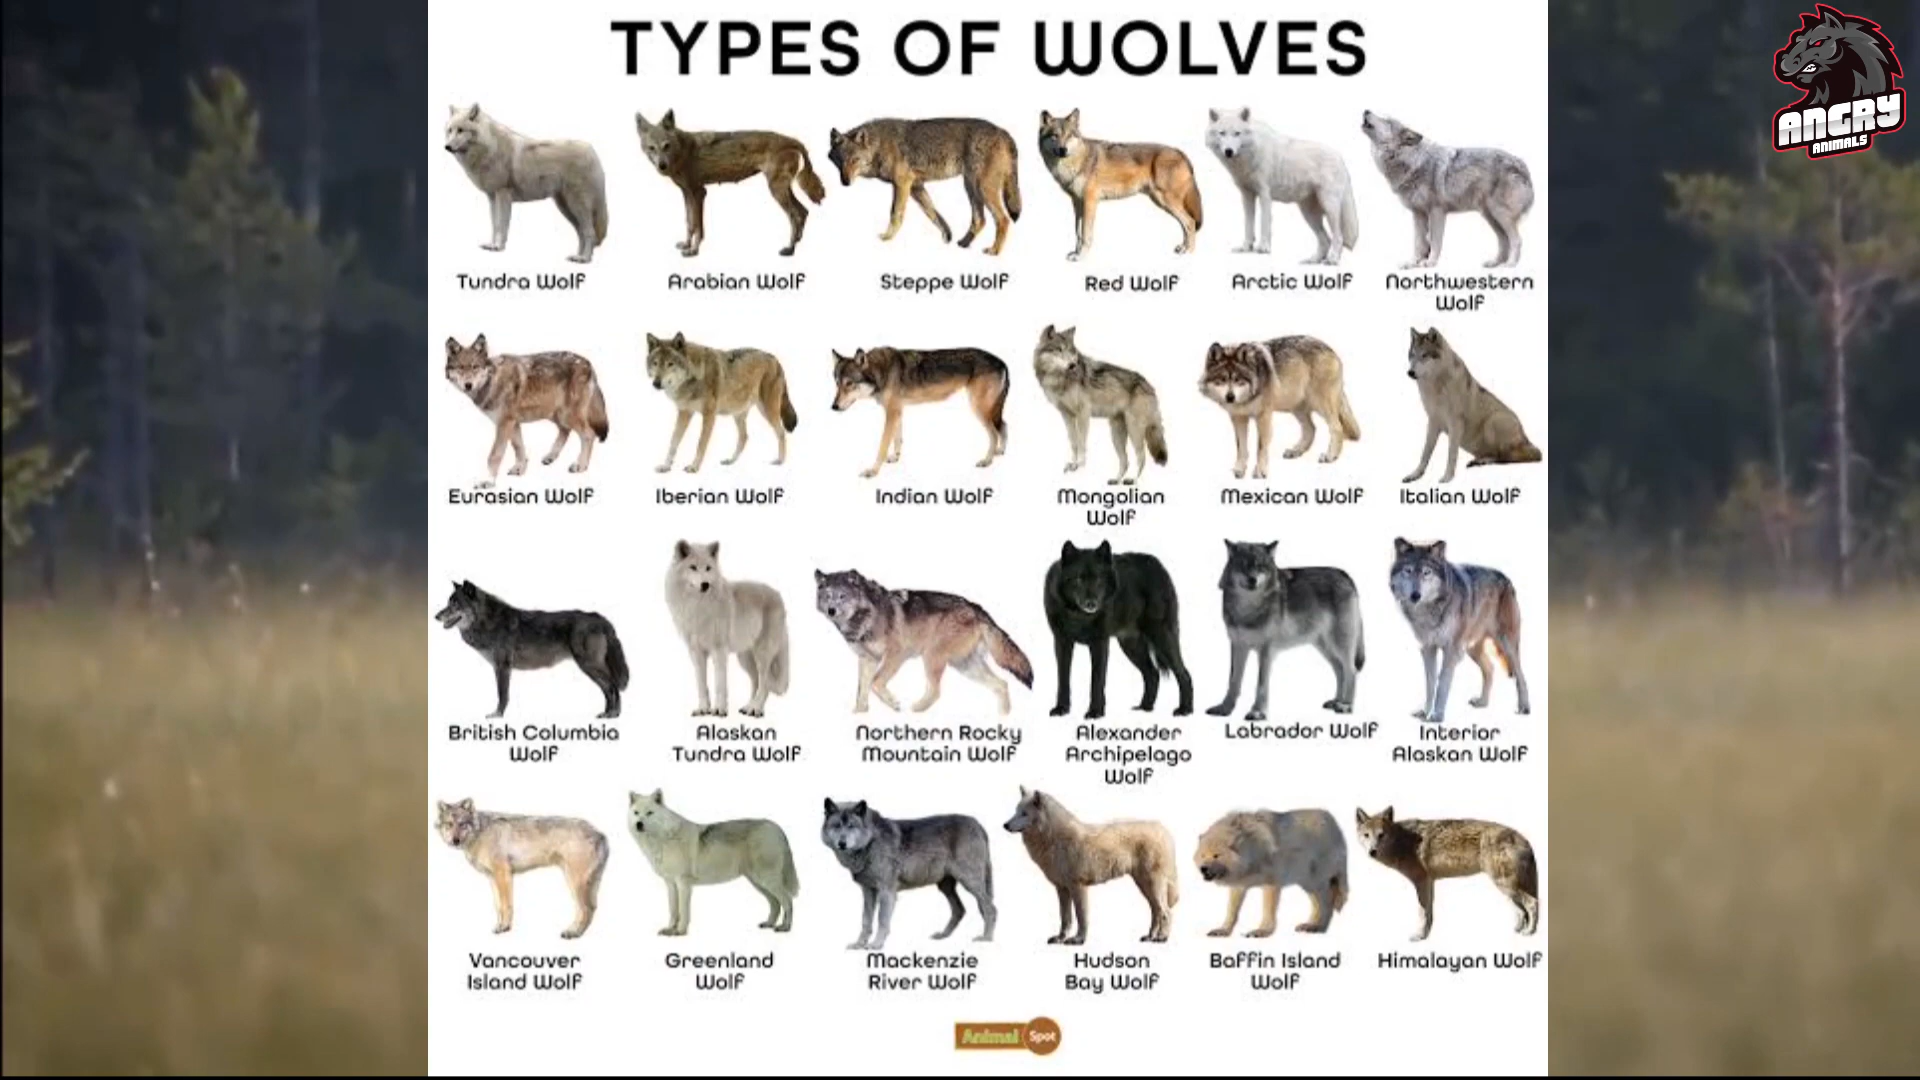 TYPES OF WOLVES
ANGRY
ANIMALS
Tundra Wolf
Arabian Wolf
Steppe Wolf
Red Wolf
Arctic Wolf
Northwestern
Wolf
Eurasian Wolf
Iberian Wolf
Indian Wolf
Mongolian
Wolf
Mexican Wolf
Italian Wolf
British Columbia
Wolf
Alaskan
Tundra Wolf
Northern Rocky
Mountain Wolf
Alexander
Archipelago
Wolf
Labrador Wolf
Interior
Alaskan Wolf
Vancouver
Island Wolf
Greenland
Wolf
Mackenzie
River Wolf
Hudson
Bay Wolf
Baffin Island
Wolf
Himalayan Wolf
Animal Spot